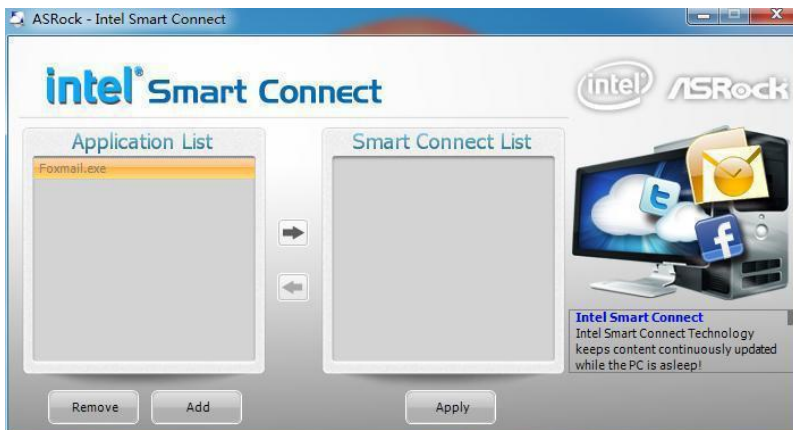 ASRock - Intel Smart Connect
intel Smart Connect
intel ASRock
Application List
Smart Connect List
Foxmail.exe
Intel Smart Connect
Intel Smart Connect Technology
keeps content continuously updated
while the PC is asleep!
Remove
Add
Apply